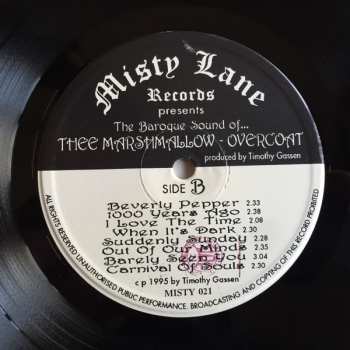 Misty Lane
Records
presents
The Baroque Sound of...
THEE MARSHMALLOW - OVERCOAT
produced by Timothy Gassen
SIDE B
Beverly Pepper 2.33
1000 Years Ago 2.38
I Love The Time 2.08
When It's Dark 2.30
Suddenly Sunday 2.28
Out Of Our Minds 2.35
Barely Seen You 3.04
Carnival Of Souls 2.30
c p 1995 by Timothy Gassen
MISTY 021
ALL RIGHTS RESERVED. UNAUTHORISED PUBLIC PERFORMANCE. BROADCASTING AND COPYING OF THIS RECORD PROHIBITED